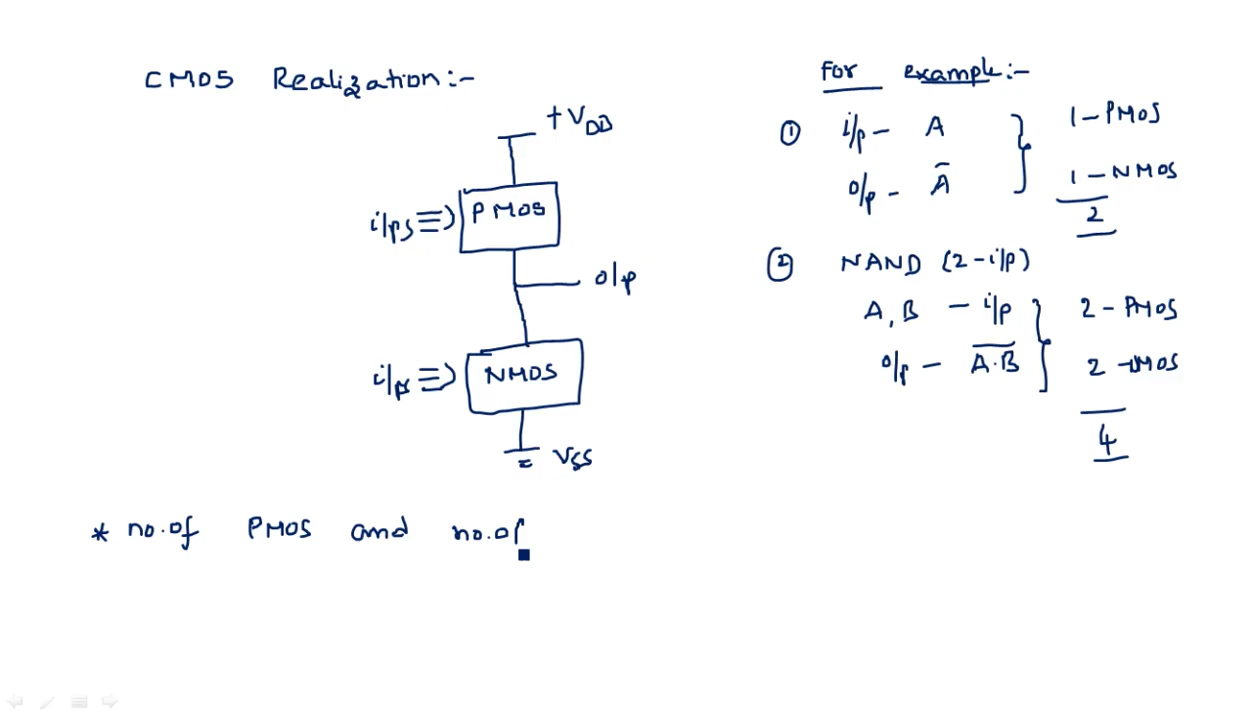 CMOS Realization:-
+VDD
i/ps
PMOS
o/p
i/ps
NMOS
VSS
* no.of PMOS and no.of
For example:-
① i/p - A
o/p - A̅
1 - PMOS
1 - NMOS
2
② NAND (2-i/p)
A, B - i/p
o/p - A̅.̅B̅
2 - PMOS
2 - NMOS
4